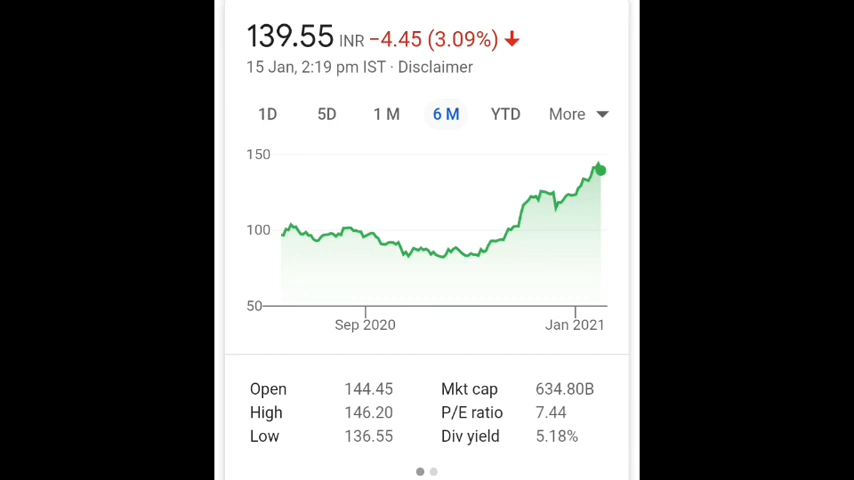 139.55 INR −4.45 (3.09%)
15 Jan, 2:19 pm IST · Disclaimer
1D 5D 1 M 6 M YTD More
150
100
50
Sep 2020 Jan 2021
Open 144.45 Mkt cap 634.80B
High 146.20 P/E ratio 7.44
Low 136.55 Div yield 5.18%